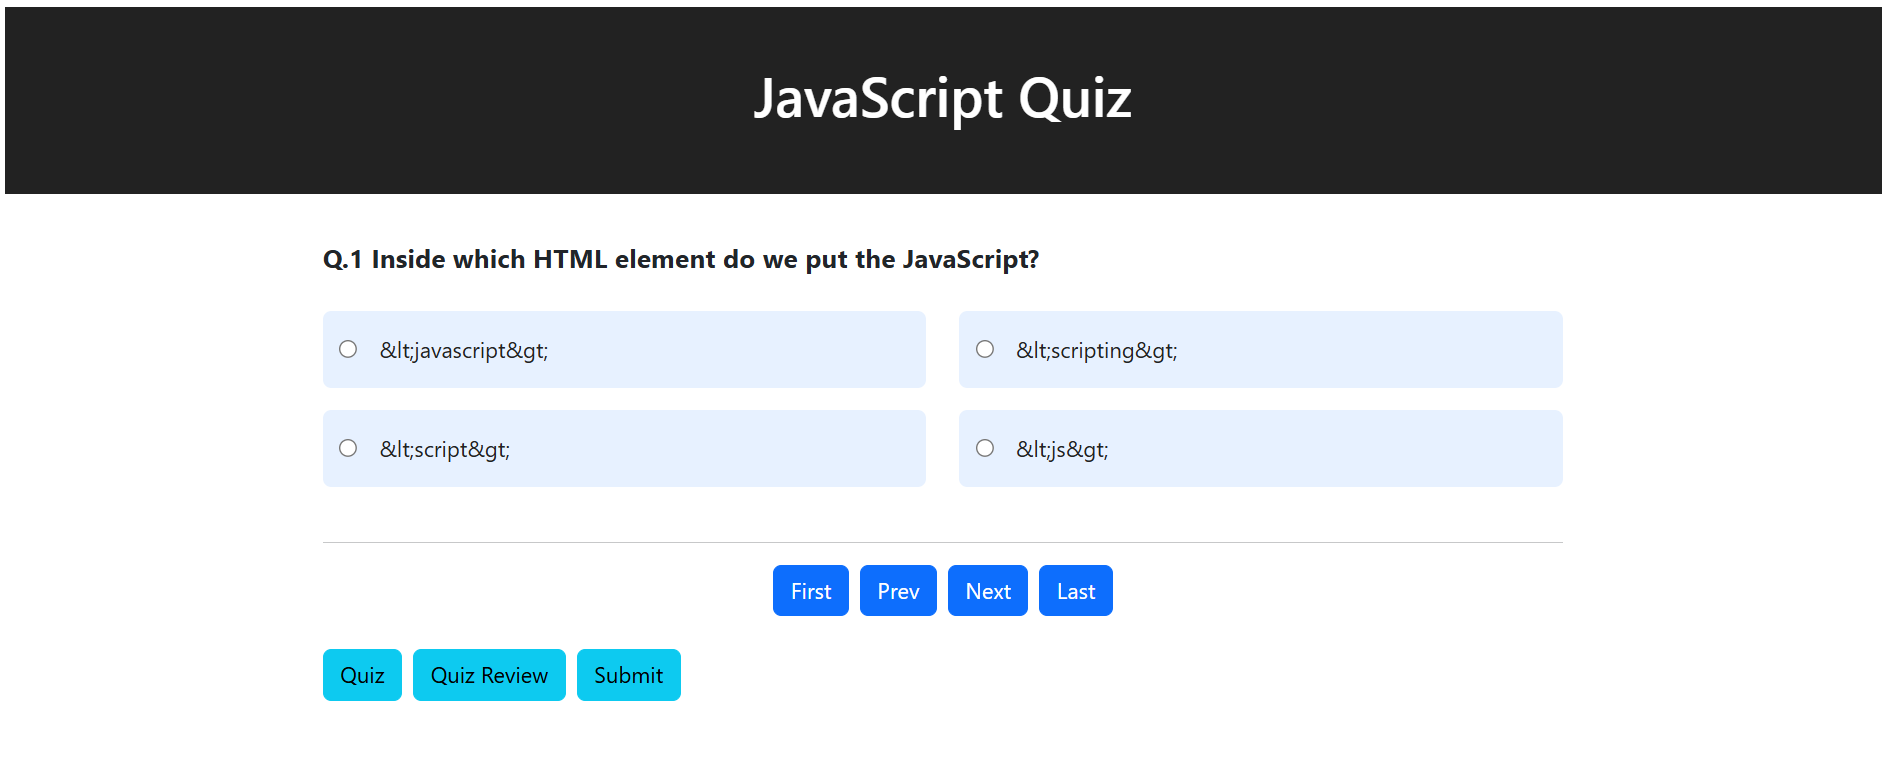 JavaScript Quiz
Q.1 Inside which HTML element do we put the JavaScript?
&lt;javascript&gt;
&lt;scripting&gt;
&lt;script&gt;
&lt;js&gt;
First Prev Next Last
Quiz Quiz Review Submit